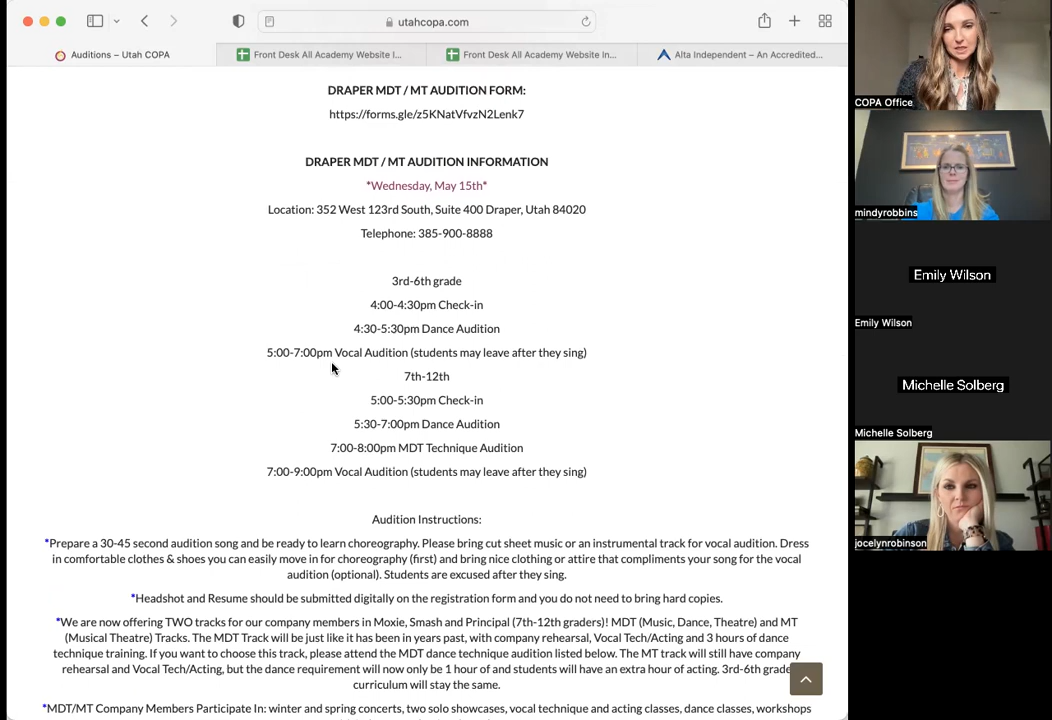 utahcopa.com
Auditions – Utah COPA
Front Desk All Academy Website I...
Front Desk All Academy Website In...
Alta Independent – An Accredited...
DRAPER MDT / MT AUDITION FORM:
https://forms.gle/z5KNatVfvzN2Lenk7
DRAPER MDT / MT AUDITION INFORMATION
*Wednesday, May 15th*
Location: 352 West 123rd South, Suite 400 Draper, Utah 84020
Telephone: 385-900-8888
3rd-6th grade
4:00-4:30pm Check-in
4:30-5:30pm Dance Audition
5:00-7:00pm Vocal Audition (students may leave after they sing)
7th-12th
5:00-5:30pm Check-in
5:30-7:00pm Dance Audition
7:00-8:00pm MDT Technique Audition
7:00-9:00pm Vocal Audition (students may leave after they sing)
Audition Instructions:
*Prepare a 30-45 second audition song and be ready to learn choreography. Please bring cut sheet music or an instrumental track for vocal audition. Dress
in comfortable clothes & shoes you can easily move in for choreography (first) and bring nice clothing or attire that compliments your song for the vocal
audition (optional). Students are excused after they sing.
*Headshot and Resume should be submitted digitally on the registration form and you do not need to bring hard copies.
*We are now offering TWO tracks for our company members in Moxie, Smash and Principal (7th-12th graders)! MDT (Music, Dance, Theatre) and MT
(Musical Theatre) Tracks. The MDT Track will be just like it has been in years past, with company rehearsal, Vocal Tech/Acting and 3 hours of dance
technique training. If you want to choose this track, please attend the MDT dance technique audition listed below. The MT track will still have company
rehearsal and Vocal Tech/Acting, but the dance requirement will now only be 1 hour of and students will have an extra hour of acting. 3rd-6th grade
curriculum will stay the same.
*MDT/MT Company Members Participate In: winter and spring concerts, two solo showcases, vocal technique and acting classes, dance classes, workshops
COPA Office
mindyrobbins
Emily Wilson
Emily Wilson
Michelle Solberg
Michelle Solberg
jocelynrobinson